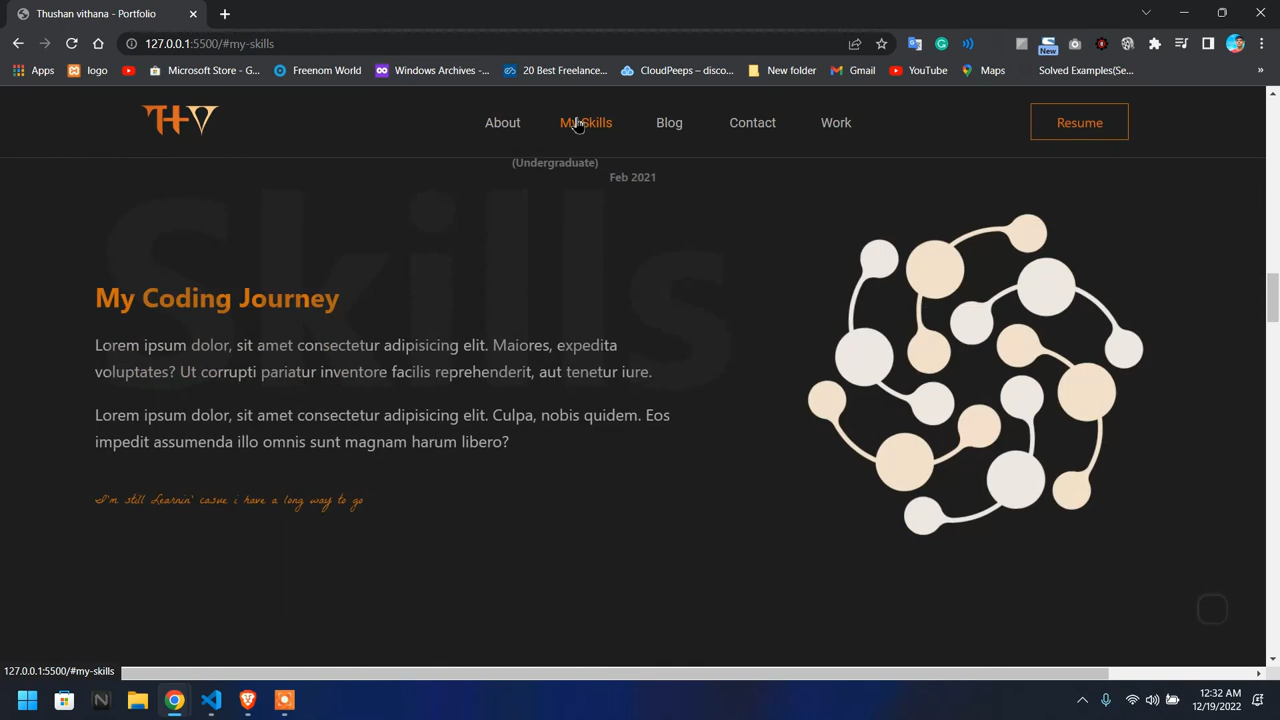 Thushan vithana - Portfolio
127.0.0.1:5500/#my-skills
New
Apps logo Microsoft Store - G... Freenom World Windows Archives -... 20 Best Freelance... CloudPeeps – disco... New folder Gmail YouTube Maps Solved Examples(Se... »
THV About My Skills Blog Contact Work Resume
(Undergraduate)
Feb 2021
Skills
My Coding Journey
Lorem ipsum dolor, sit amet consectetur adipisicing elit. Maiores, expedita
voluptates? Ut corrupti pariatur inventore facilis reprehenderit, aut tenetur iure.
Lorem ipsum dolor, sit amet consectetur adipisicing elit. Culpa, nobis quidem. Eos
impedit assumenda illo omnis sunt magnam harum libero?
I'm still Learnin' casue i have a long way to go
127.0.0.1:5500/#my-skills
12:32 AM
12/19/2022